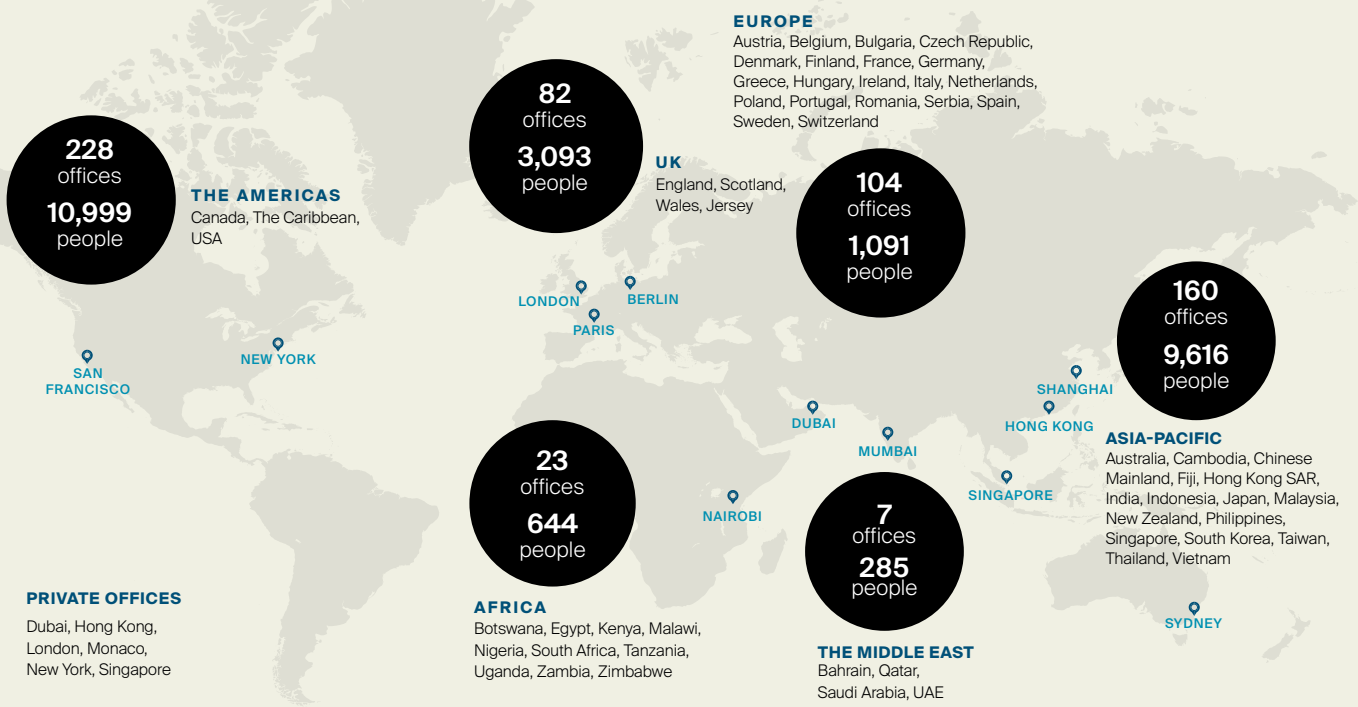 EUROPE
Austria, Belgium, Bulgaria, Czech Republic,
Denmark, Finland, France, Germany,
Greece, Hungary, Ireland, Italy, Netherlands,
Poland, Portugal, Romania, Serbia, Spain,
Sweden, Switzerland
82
offices
3,093
people
UK
England, Scotland,
Wales, Jersey
228
offices
10,999
people
THE AMERICAS
Canada, The Caribbean,
USA
104
offices
1,091
people
LONDON
BERLIN
PARIS
SAN
FRANCISCO
NEW YORK
160
offices
9,616
people
SHANGHAI
HONG KONG
DUBAI
MUMBAI
SINGAPORE
NAIROBI
ASIA-PACIFIC
Australia, Cambodia, Chinese
Mainland, Fiji, Hong Kong SAR,
India, Indonesia, Japan, Malaysia,
New Zealand, Philippines,
Singapore, South Korea, Taiwan,
Thailand, Vietnam
SYDNEY
23
offices
644
people
AFRICA
Botswana, Egypt, Kenya, Malawi,
Nigeria, South Africa, Tanzania,
Uganda, Zambia, Zimbabwe
7
offices
285
people
THE MIDDLE EAST
Bahrain, Qatar,
Saudi Arabia, UAE
PRIVATE OFFICES
Dubai, Hong Kong,
London, Monaco,
New York, Singapore